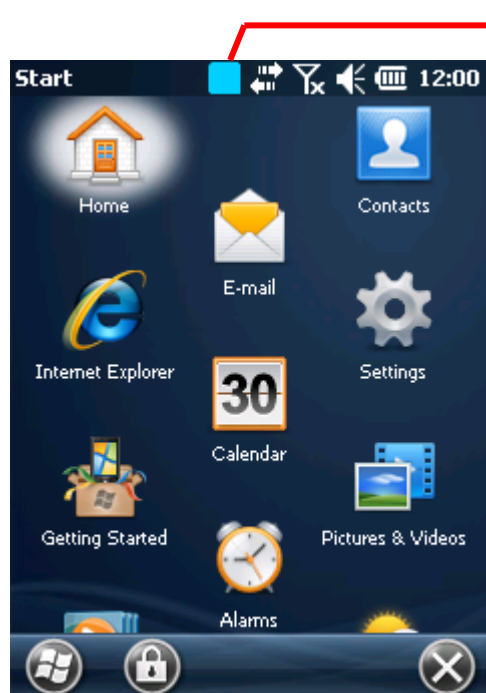 Start 12:00
Home
Contacts
E-mail
Internet Explorer
Settings
30
Calendar
Getting Started
Pictures & Videos
Alarms